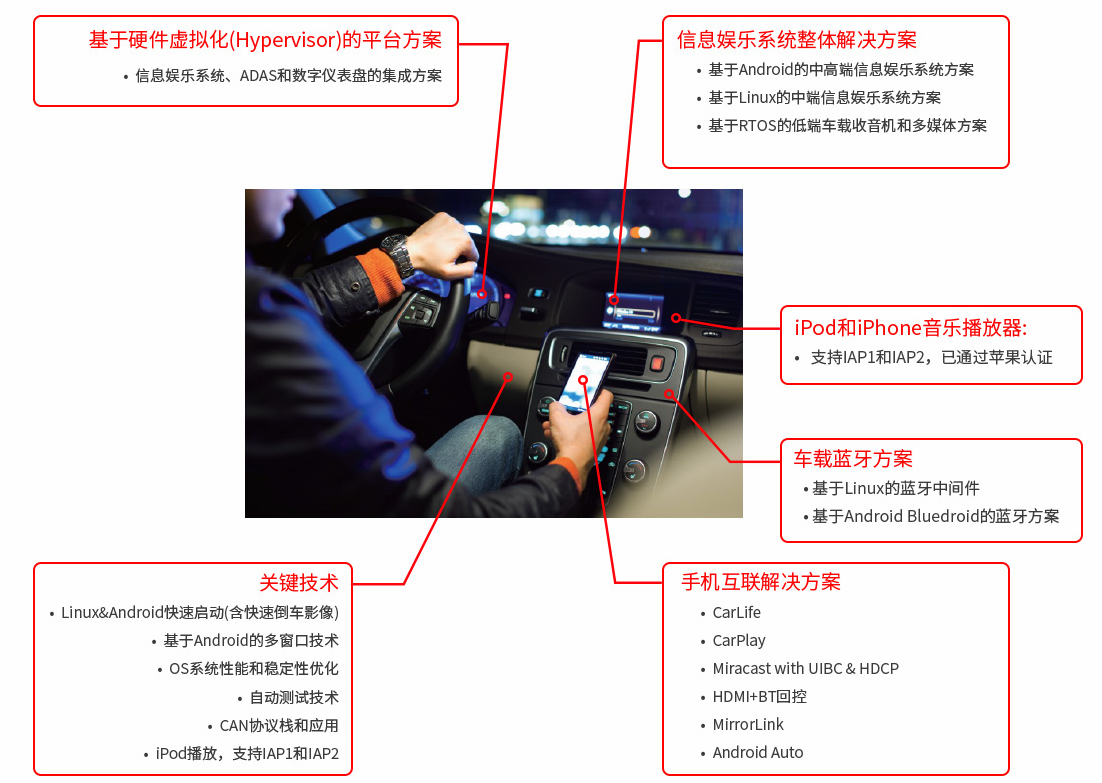 基于硬件虚拟化(Hypervisor)的平台方案
• 信息娱乐系统、ADAS和数字仪表盘的集成方案
信息娱乐系统整体解决方案
• 基于Android的中高端信息娱乐系统方案
• 基于Linux的中端信息娱乐系统方案
• 基于RTOS的低端车载收音机和多媒体方案
iPod和iPhone音乐播放器:
• 支持IAP1和IAP2，已通过苹果认证
车载蓝牙方案
• 基于Linux的蓝牙中间件
• 基于Android Bluedroid的蓝牙方案
关键技术
• Linux&Android快速启动(含快速倒车影像)
• 基于Android的多窗口技术
• OS系统性能和稳定性优化
• 自动测试技术
• CAN协议栈和应用
• iPod播放，支持IAP1和IAP2
手机互联解决方案
• CarLife
• CarPlay
• Miracast with UIBC & HDCP
• HDMI+BT回控
• MirrorLink
• Android Auto